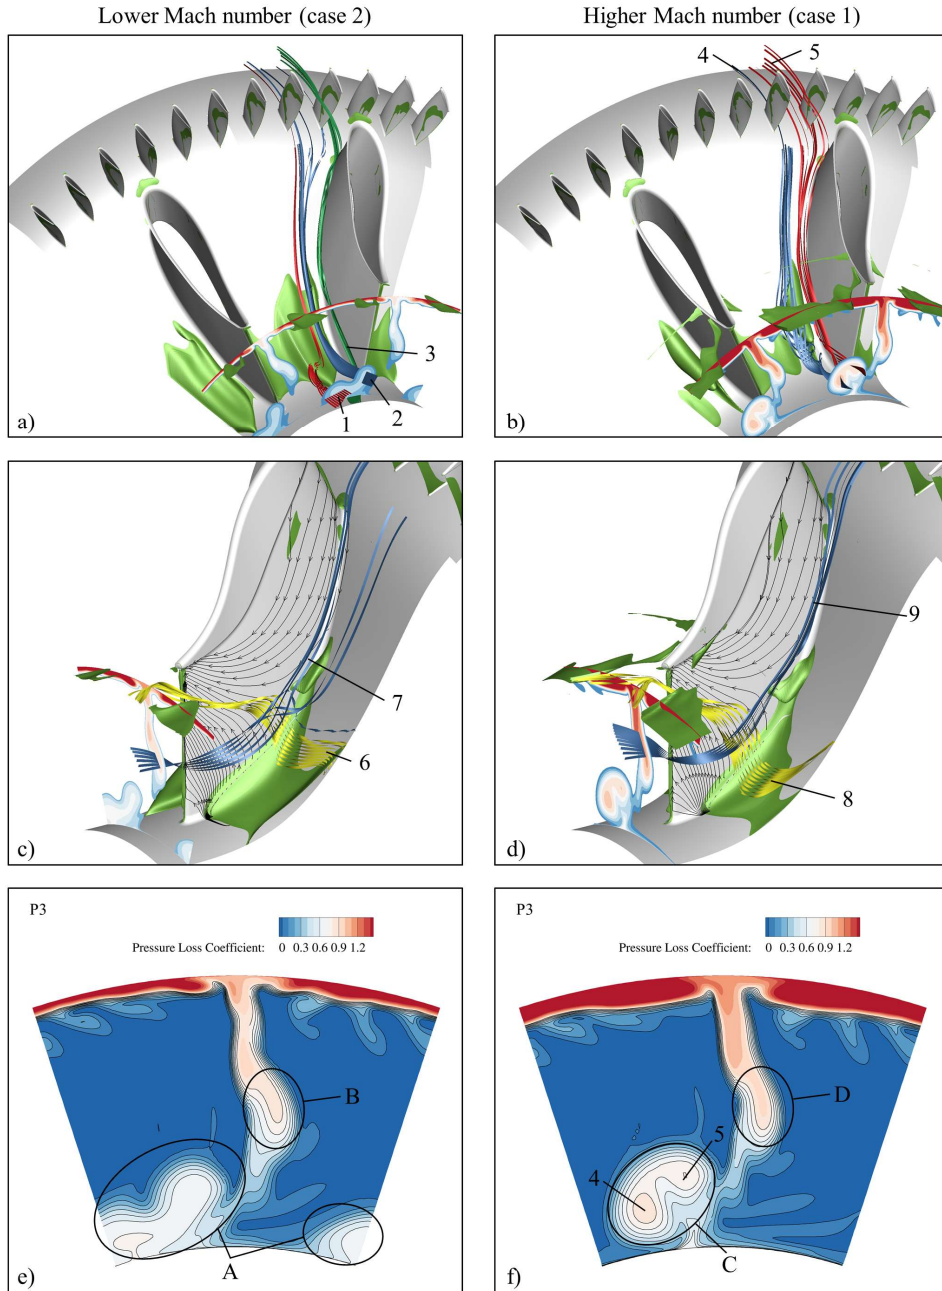 Lower Mach number (case 2)
Higher Mach number (case 1)
4
5
3
2
1
a)
b)
7
6
c)
9
8
d)
P3
Pressure Loss Coefficient: 0 0.3 0.6 0.9 1.2
B
A
e)
P3
Pressure Loss Coefficient: 0 0.3 0.6 0.9 1.2
D
5
4
C
f)